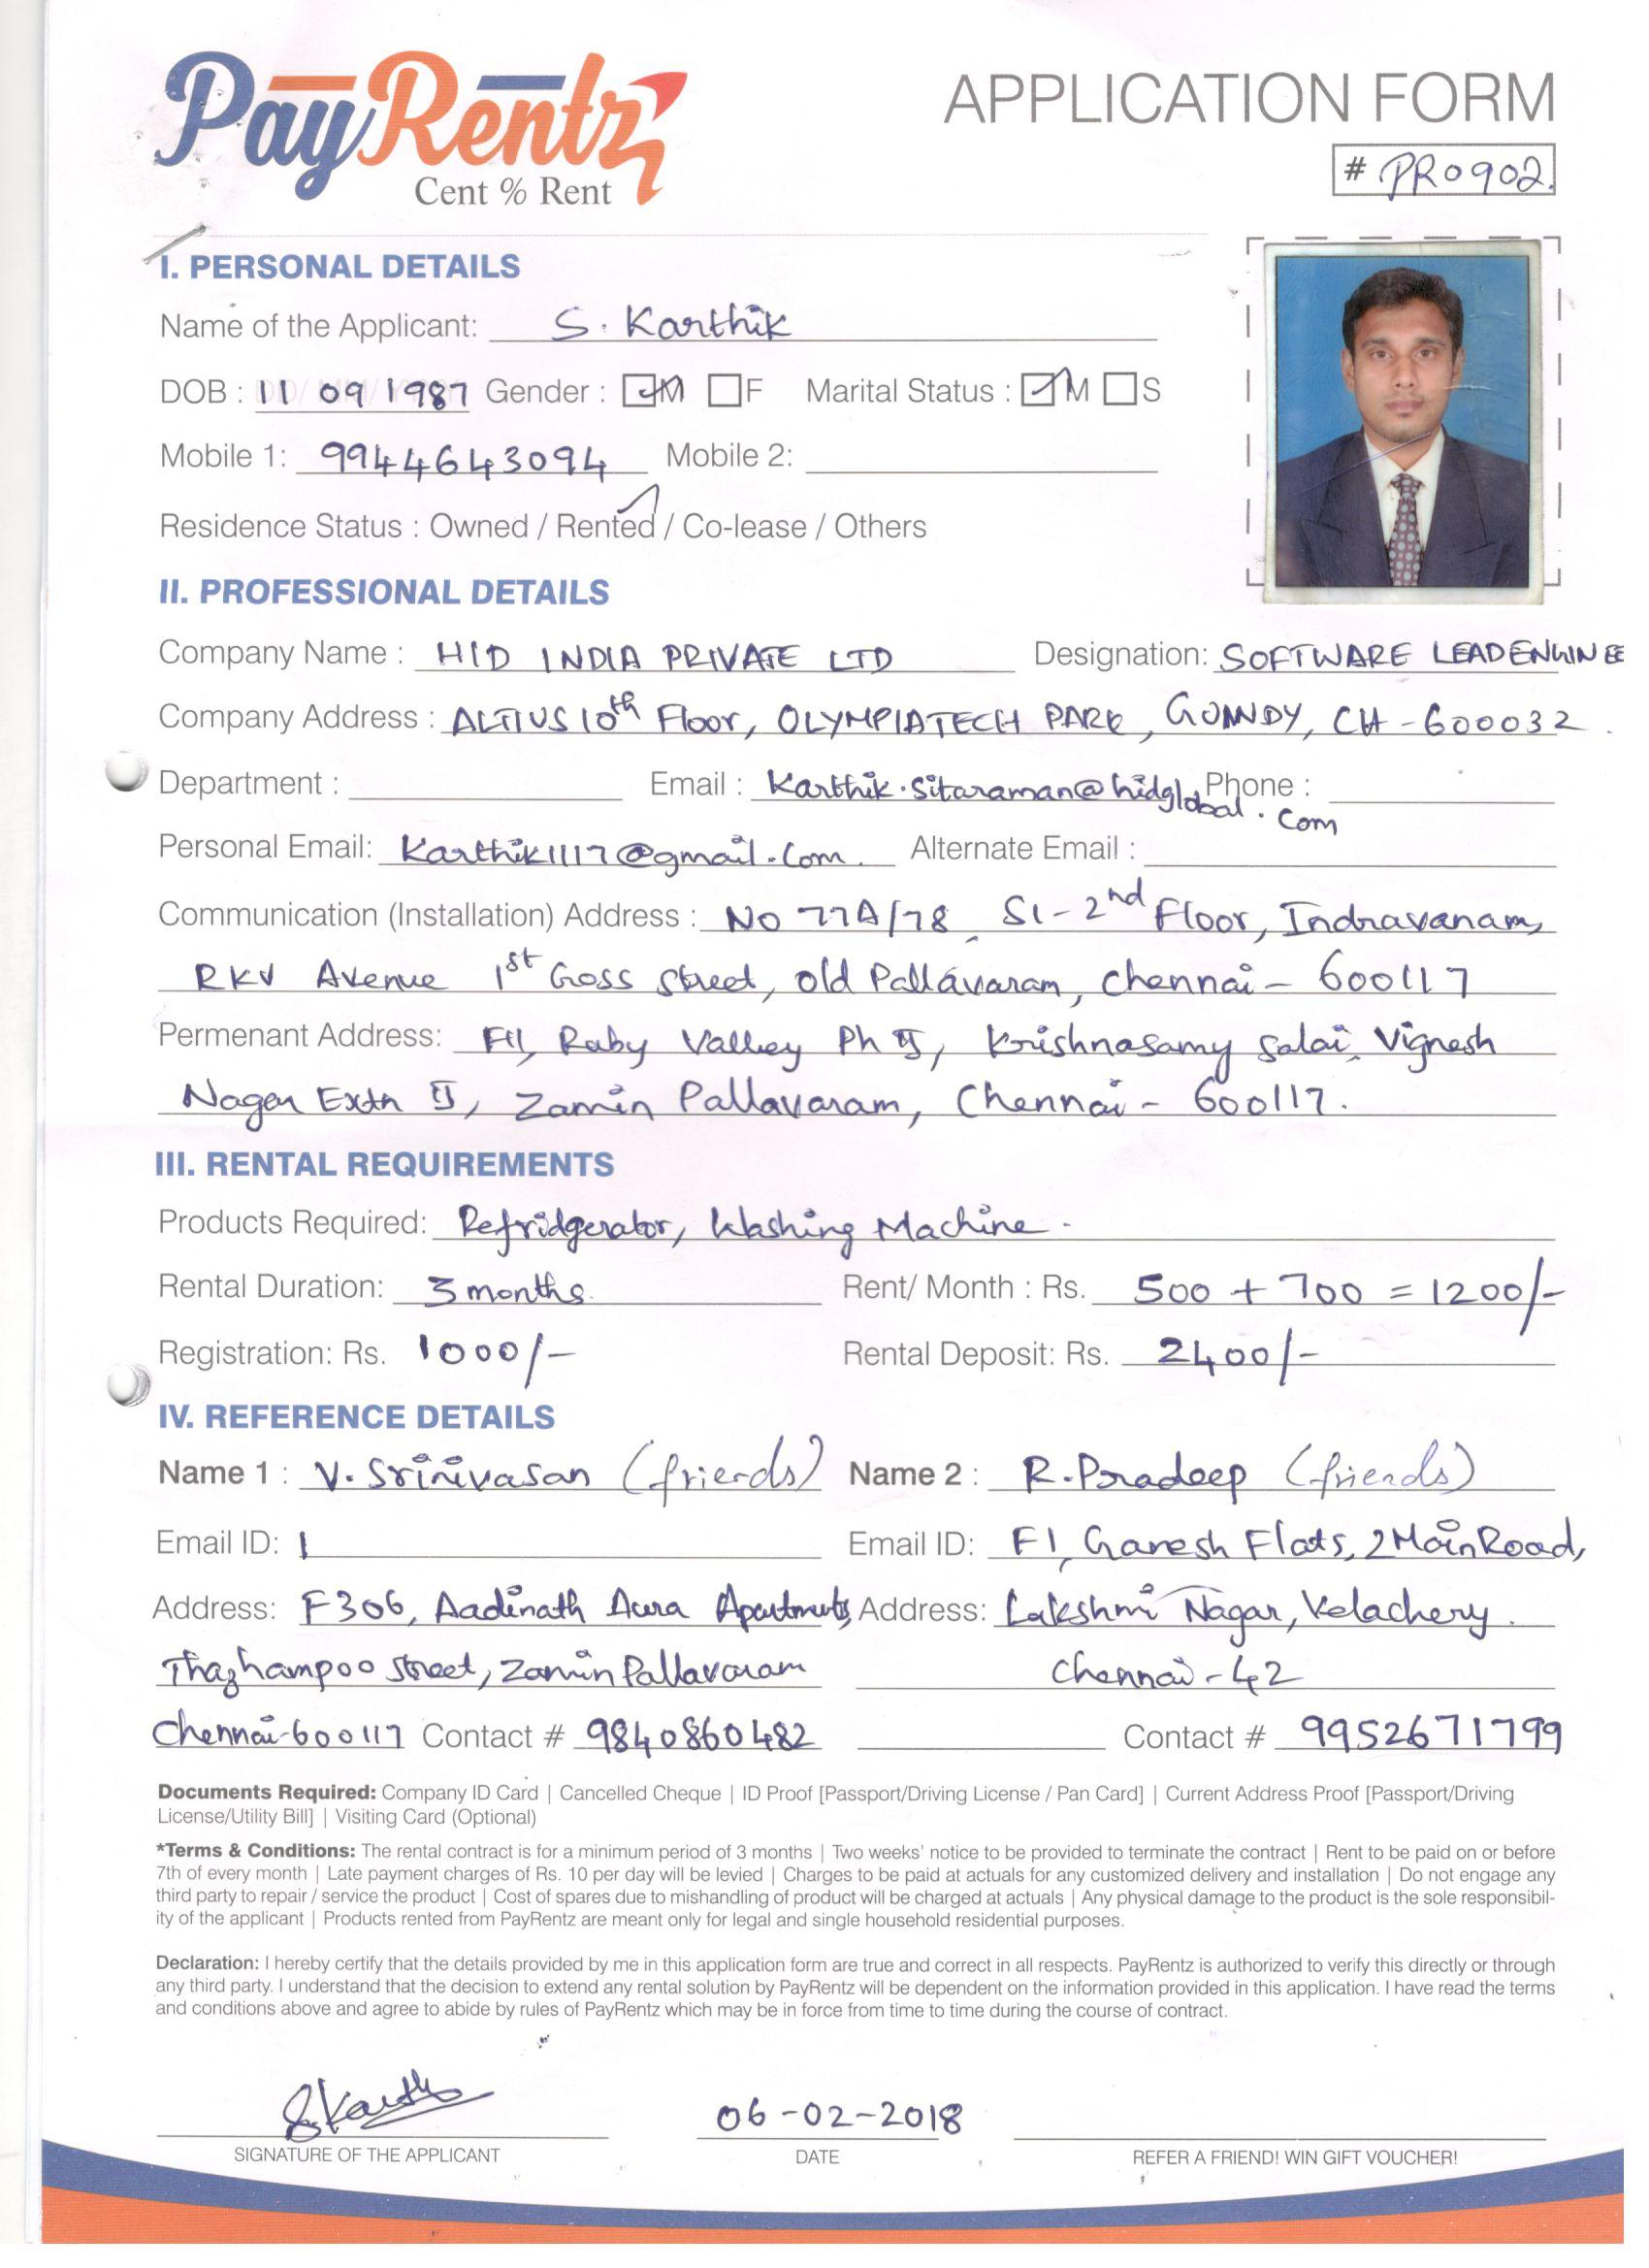 PayRentz
Cent % Rent
APPLICATION FORM
# PR0902.
I. PERSONAL DETAILS
Name of the Applicant: S. Karthik
DOB : 11 09 1987 Gender : M F Marital Status : M S
Mobile 1: 9944643094 Mobile 2:
Residence Status : Owned / Rented / Co-lease / Others
II. PROFESSIONAL DETAILS
Company Name : HID INDIA PRIVATE LTD Designation: SOFTWARE LEAD ENGINEE
Company Address : ALTIUS 10th Floor, OLYMPIATECH PARK, GUINDY, CH - 600032.
Department : Email : Karthik.Sitaraman@hidglobal.com Phone :
Personal Email: Karthik1117@gmail.com. Alternate Email :
Communication (Installation) Address : No 77A/78, S1 - 2nd Floor, Indravanam,
RKV Avenue 1st Cross Street, old Pallavaram, Chennai - 600117
Permenant Address: Ruby Valley Ph II, Krishnasamy Salai, Vignesh
Nagar Extn II, Zamin Pallavaram, Chennai - 600117.
III. RENTAL REQUIREMENTS
Products Required: Refridgerator, Washing Machine.
Rental Duration: 3 months. Rent/ Month : Rs. 500 + 700 = 1200/-
Registration: Rs. 1000/- Rental Deposit: Rs. 2400/-
IV. REFERENCE DETAILS
Name 1 : V. Srinivasan (friends) Name 2 : R. Pradeep (friends)
Email ID: Email ID: F1, Ganesh Flats, 2 Main Road,
Address: F306, Aadinath Aura Apartments, Address: Lakshmi Nagar, Velachery.
Thazhampoo Street, Zamin Pallavaram Chennai - 42
Chennai-600117 Contact # 9840860482 Contact # 9952671799
Documents Required: Company ID Card | Cancelled Cheque | ID Proof [Passport/Driving License / Pan Card] | Current Address Proof [Passport/Driving
License/Utility Bill] | Visiting Card (Optional)
*Terms & Conditions: The rental contract is for a minimum period of 3 months | Two weeks' notice to be provided to terminate the contract | Rent to be paid on or before
7th of every month | Late payment charges of Rs. 10 per day will be levied | Charges to be paid at actuals for any customized delivery and installation | Do not engage any
third party to repair / service the product | Cost of spares due to mishandling of product will be charged at actuals | Any physical damage to the product is the sole responsibil-
ity of the applicant | Products rented from PayRentz are meant only for legal and single household residential purposes.
Declaration: I hereby certify that the details provided by me in this application form are true and correct in all respects. PayRentz is authorized to verify this directly or through
any third party. I understand that the decision to extend any rental solution by PayRentz will be dependent on the information provided in this application. I have read the terms
and conditions above and agree to abide by rules of PayRentz which may be in force from time to time during the course of contract.
SKarthik 06-02-2018
SIGNATURE OF THE APPLICANT DATE REFER A FRIEND! WIN GIFT VOUCHER!